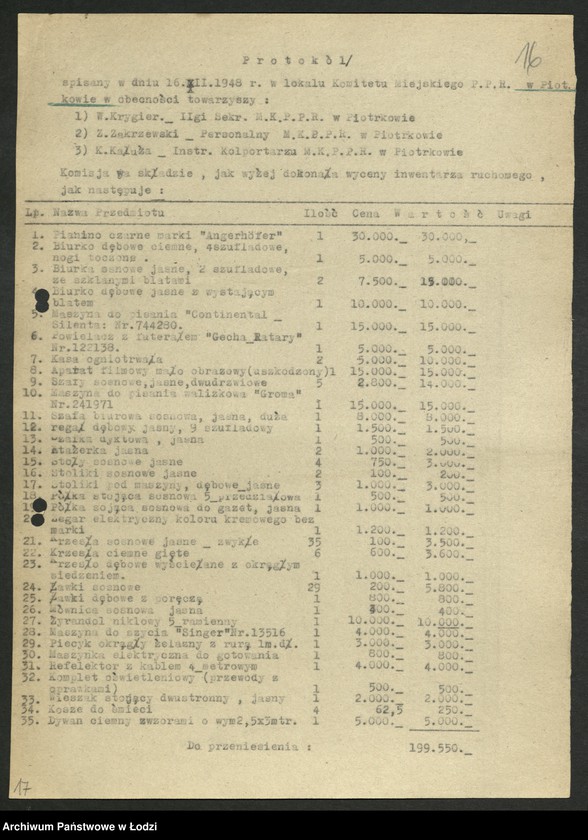 16
P r o t o k ó ł
spisany w dniu 16.XII.1948 r. w lokalu Komitetu Miejskiego P.P.R. w Piot.
kowie w obecności towarzyszy :
1) W.Krygier._ IIgi Sekr. M.K.P.P.R. w Piotrkowie
2) Z.Zakrzewski _ Personalny M.K.P.P.R. w Piotrkowie
3) K.Kałuża _ Instr. Kolportarzu M.K.P.P.R. w Piotrkowie
Komisja wa składzie , jak wyżej dokonała wyceny inwentarza ruchomego ,
jak następuje :
Lp. Nazwa Przedmiotu Ilość Cena W a r t o ś ć Uwagi
1. Pianino czarne marki "Angerhöfer" 1 30.000._ 30.000,_
2. Biurko dębowe ciemne, 4szufladowe,
nogi toczone . 1 5.000._ 5.000._
3. Biurka sonowe jasne, 2 szufladowe,
ze szklanymi blatami 2 7.500._ 15.000._
4. Biurko dębowe jasne z wystającym
blatem 1 10.000._ 10.000._
5. Maszyna do pisania "Continental _
Silenta: Nr.744280. 1 15.000._ 15.000._
6. Powielacz z futerałem "Gecha_Ratary"
Nr.122138. 1 5.000._ 5.000._
7. Kasa ogniotrwała 2 5.000._ 10.000._
8. Aparat filmowy mało obrazowy(uszkodzony)1 15.000._ 15.000._
9. Szafy sosnowe,jasne,dwudrzwiowe 5 2.800._ 14.000._
10. Maszyna do pisania walizkowa "Groma"
Nr.241971 1 15.000._ 15.000._
11. Szafa biurowa sosnowa, jasna, duża 1 8.000._ 8.000._
12. regał dębowy jasny, 9 szufladowy 1 1.500._ 1.500._
13. Szafka dyktowa , jasna 1 500._ 500._
14. Etażerka jasna 2 1.000._ 2.000._
15. Stoły sosnowe jasne 4 750._ 3.000._
16. Stoliki sosnowe jasne 2 100._ 200._
17. Stoliki pod maszyny, dębowe_jasne 3 1.000._ 3.000._
18. Półka stojąca sosnowa 5_przedziałowa 1 500._ 500._
19. Półka zojąca sosnowa do gazet, jasna 1 1.000._ 1.000._
2 Zegar elektryczny koloru kremowego bez
marki 1 1.200._ 1.200._
21. Krzesła sosnowe jasne _ zwykłe 35 100._ 3.500._
22. Krzesła ciemne gięte 6 600._ 3.600._
23. Krzesło dębowe wyściełane z okrągłym
siedzeniem. 1 1.000._ 1.000._
24. Ławki sosnowe 29 200._ 5.800._
25. Ławki dębowe z poręczą 1 800._ 800._
26. Mównica sosnowa jasna 1 400._ 400._
27. Żyrandol niklowy 5_ramienny 1 10.000._ 10.000._
28. Maszyna do szycia "Singer"Nr.13516 1 4.000._ 4.000._
29. Piecyk okrągły żelazny z rurą 1m.dł. 1 3.000._ 3.000._
30. Maszynka elektryczna do gotowania 1 800._ 800._
31. Refelektor z kablem 4_metrowym 1 4.000._ 4.000._
32. Komplet oświetleniowy (przewody z
oprawkami) 1 500._ 500._
33. Wieszak stojący dwustronny , jasny 1 2.000._ 2.000._
34. Kosze do śmieci 4 62,5 250._
35. Dywan ciemny zwzorami o wym2,5x3mtr. 1 5.000._ 5.000._
Do przeniesienia : 199.550._
17
Archiwum Państwowe w Łodzi